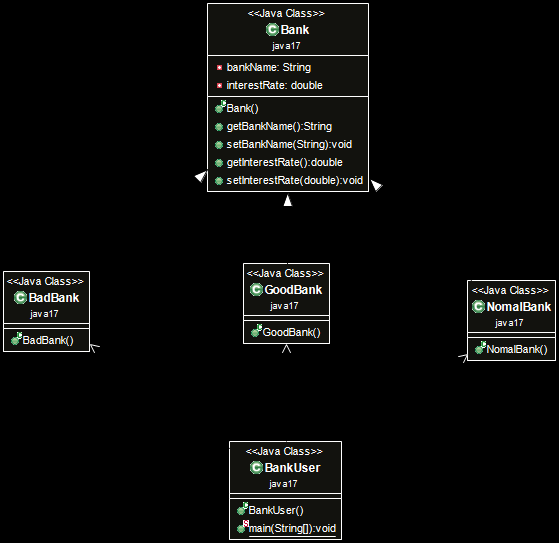 <<Java Class>>
Bank
java17
bankName: String
interestRate: double
Bank()
getBankName():String
setBankName(String):void
getInterestRate():double
setInterestRate(double):void
<<Java Class>>
BadBank
java17
BadBank()
<<Java Class>>
GoodBank
java17
GoodBank()
<<Java Class>>
NomalBank
java17
NomalBank()
<<Java Class>>
BankUser
java17
BankUser()
main(String[]):void